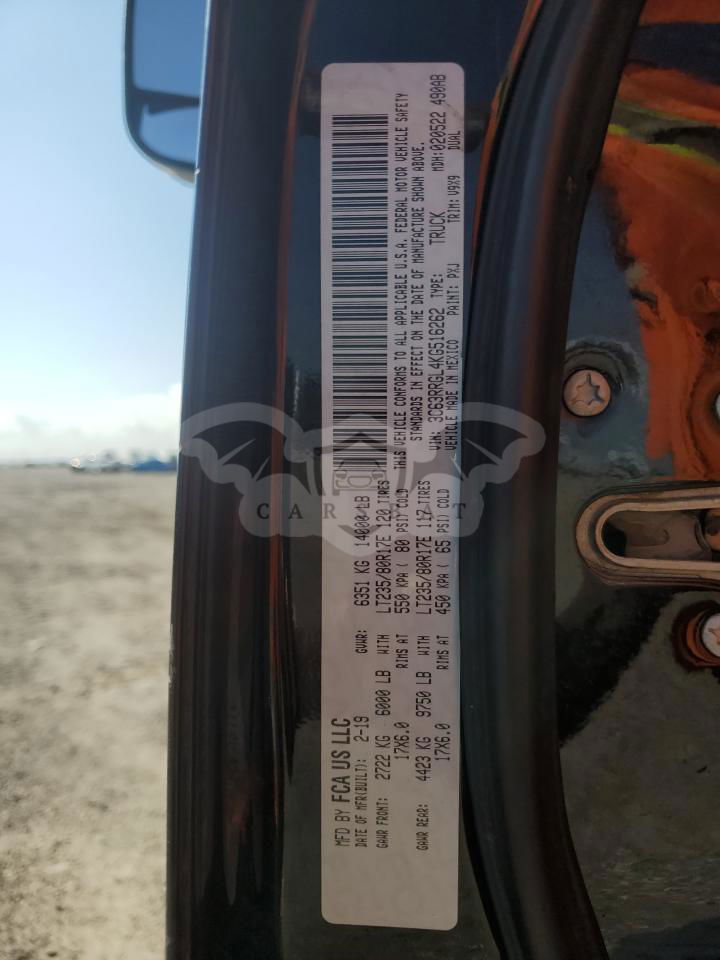 MFD BY FCA US LLC
DATE OF MFR(BUILT): 2-19 GVWR: 6351 KG 14000 LB
GAWR FRONT: 2722 KG 6000 LB WITH LT235/80R17E 120 TIRES
17X6.0 RIMS AT 550 KPA ( 80 PSI) COLD
GAWR REAR: 4423 KG 9750 LB WITH LT235/80R17E 117 TIRES
17X6.0 RIMS AT 450 KPA ( 65 PSI) COLD
THIS VEHICLE CONFORMS TO ALL APPLICABLE U.S.A. FEDERAL MOTOR VEHICLE SAFETY
STANDARDS IN EFFECT ON THE DATE OF MANUFACTURE SHOWN ABOVE.
VIN: 3C63RRGL4KG516262 TYPE: TRUCK MDH:020522 490AB
VEHICLE MADE IN MEXICO PAINT: PXJ TRIM: V9X9 DUAL
CAR BAT